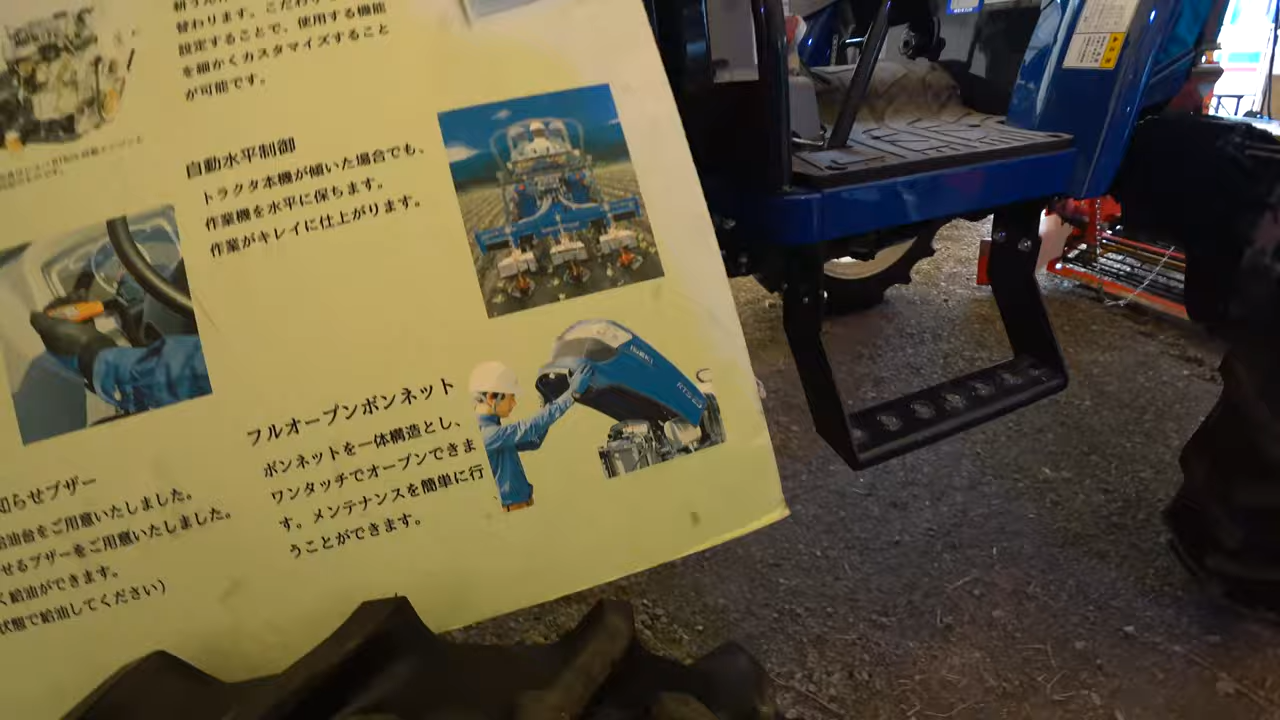 替わります。こだわり
設定することで、使用する機能
を細かくカスタマイズすること
が可能です。
自動水平制御
トラクタ本機が傾いた場合でも、
作業機を水平に保ちます。
作業がキレイに仕上がります。
フルオープンボンネット
ボンネットを一体構造とし、
ワンタッチでオープンできま
す。メンテナンスを簡単に行
うことができます。
ISEKI
知らせブザー
給油台をご用意いたしました。
せるブザーをご用意いたしました。
く給油ができます。
状態で給油してください）